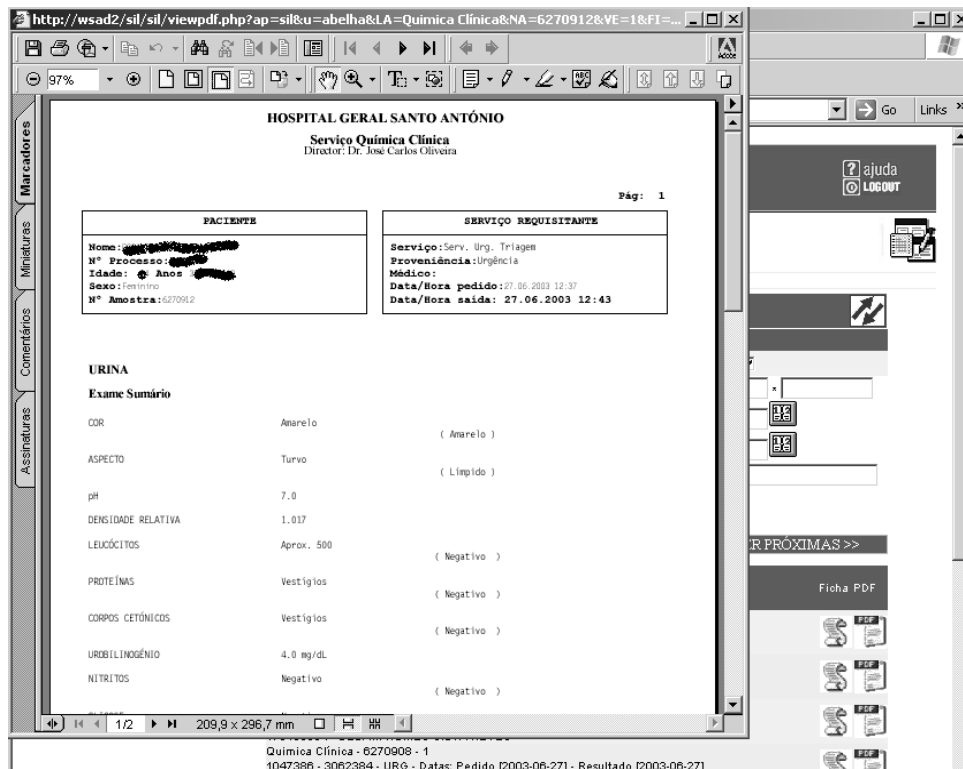 http://wsad2/sil/sil/viewpdf.php?ap=sil&u=abelha&LA=Quimica Clínica&NA=6270912&VE=1&FI=...
97%
Go Links »
Marcadores
Miniaturas
Comentários
Assinaturas
HOSPITAL GERAL SANTO ANTÓNIO
Serviço Química Clínica
Director: Dr. José Carlos Oliveira
Pág: 1
PACIENTE
Nome:
Nº Processo:
Idade: Anos
Sexo:Feminino
Nº Amostra:6270912
SERVIÇO REQUISITANTE
Serviço:Serv. Urg. Triagem
Proveniência:Urgência
Médico:
Data/Hora pedido:27.06.2003 12:37
Data/Hora saída: 27.06.2003 12:43
URINA
Exame Sumário
COR Amarelo
( Amarelo )
ASPECTO Turvo
( Límpido )
pH 7.0
DENSIDADE RELATIVA 1.017
LEUCÓCITOS Aprox. 500
( Negativo )
PROTEÍNAS Vestígios
( Negativo )
CORPOS CETÓNICOS Vestígios
( Negativo )
UROBILINOGÉNIO 4.0 mg/dL
NITRITOS Negativo
( Negativo )
1/2 209,9 x 296,7 mm
ajuda
LOGOUT
PRÓXIMAS >>
Ficha PDF
PDF
PDF
PDF
PDF
Quimica Clínica - 6270908 - 1
1047386 - 3062384 - URG - Datas: Pedido [2003-06-27] - Resultado [2003-06-27]